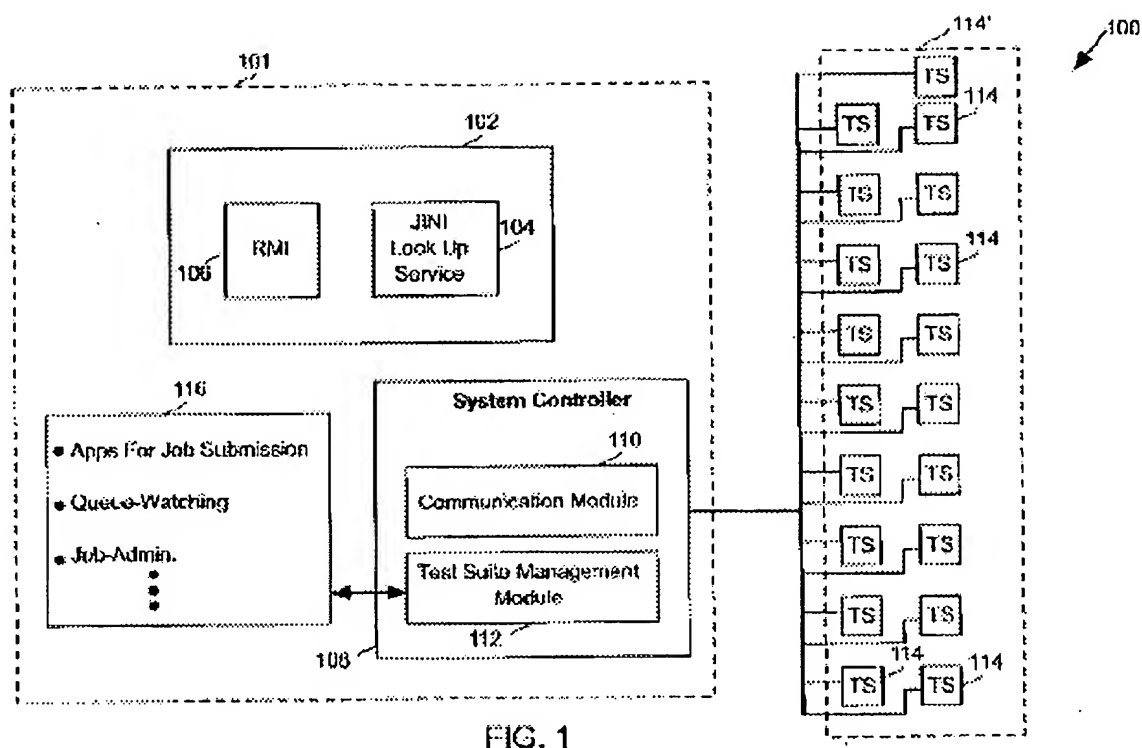 114'
100
101
TS
114
102
TS TS
TS TS
JINI
Look Up
Service
104
RMI
106
114
TS TS
TS TS
116
System Controller
TS TS
• Apps For Job Submission
110
• Queue-Watching
Communication Module
TS TS
• Job-Admin.
Test Suite Management
Module
TS TS
112
108
TS TS
114
114
TS TS
FIG. 1